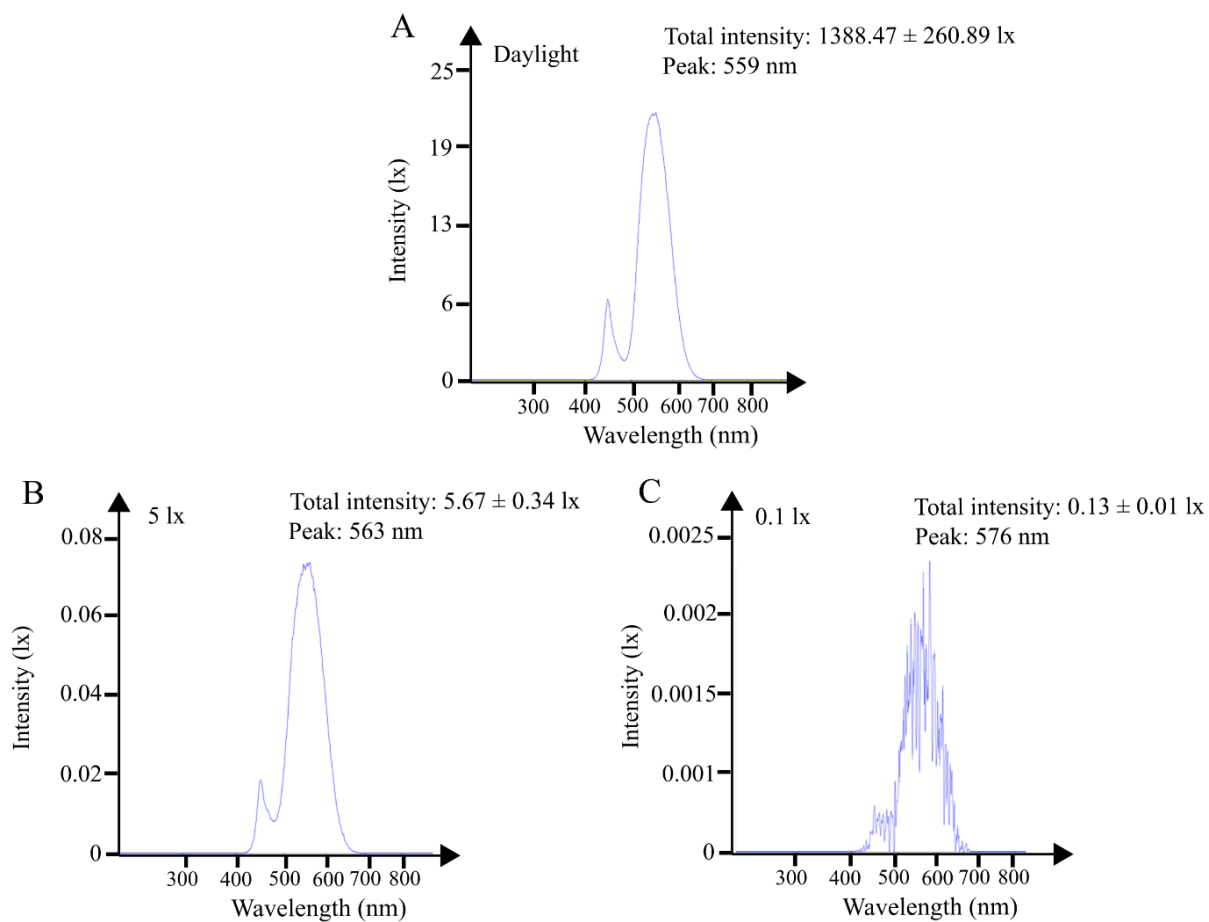 A
Daylight
Total intensity: 1388.47 ± 260.89 lx
Peak: 559 nm
25
19
13
6
0
Intensity (lx)
300 400 500 600 700 800
Wavelength (nm)
B
5 lx
Total intensity: 5.67 ± 0.34 lx
Peak: 563 nm
0.08
0.06
0.04
0.02
0
Intensity (lx)
300 400 500 600 700 800
Wavelength (nm)
C
0.1 lx
Total intensity: 0.13 ± 0.01 lx
Peak: 576 nm
0.0025
0.002
0.0015
0.001
0
Intensity (lx)
300 400 500 600 700 800
Wavelength (nm)